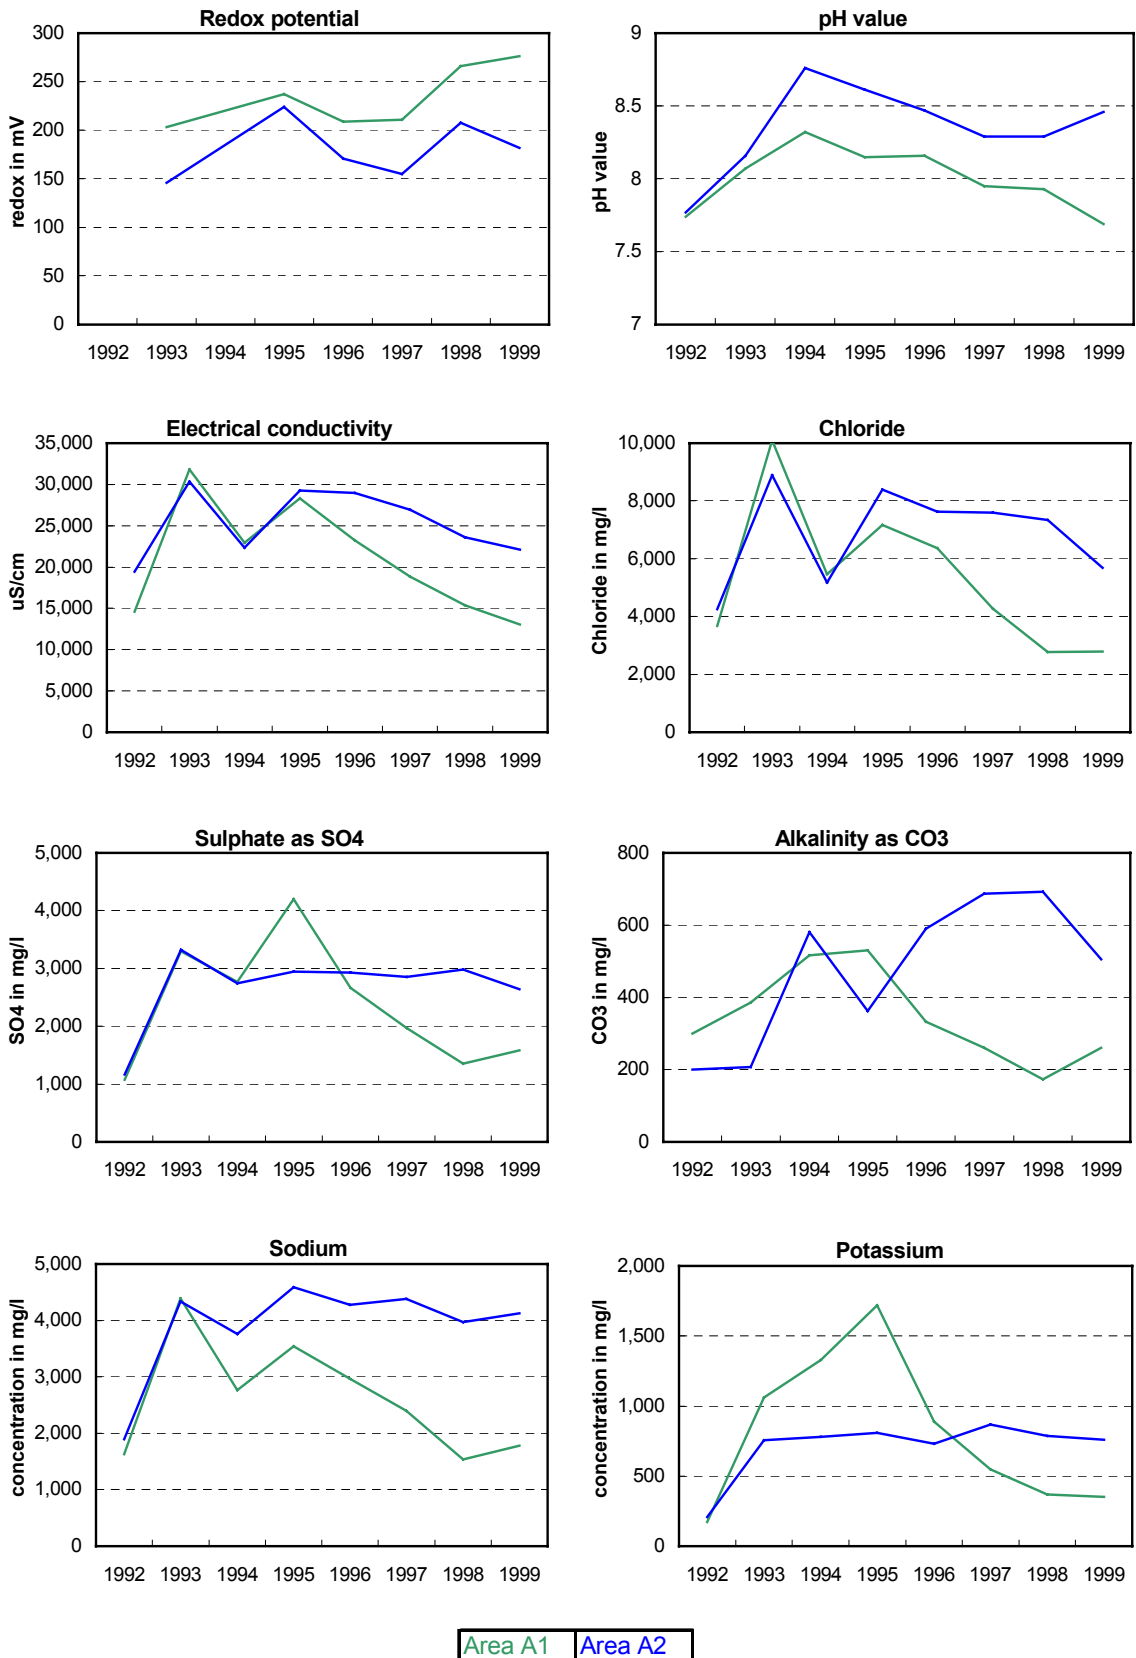 Redox potential
300
250
200
150
100
50
0
redox in mV
1992 1993 1994 1995 1996 1997 1998 1999
pH value
9
8.5
8
7.5
7
pH value
1992 1993 1994 1995 1996 1997 1998 1999
Electrical conductivity
35,000
30,000
25,000
20,000
15,000
10,000
5,000
0
uS/cm
1992 1993 1994 1995 1996 1997 1998 1999
Chloride
10,000
8,000
6,000
4,000
2,000
0
Chloride in mg/l
1992 1993 1994 1995 1996 1997 1998 1999
Sulphate as SO4
5,000
4,000
3,000
2,000
1,000
0
SO4 in mg/l
1992 1993 1994 1995 1996 1997 1998 1999
Alkalinity as CO3
800
600
400
200
0
CO3 in mg/l
1992 1993 1994 1995 1996 1997 1998 1999
Sodium
5,000
4,000
3,000
2,000
1,000
0
concentration in mg/l
1992 1993 1994 1995 1996 1997 1998 1999
Potassium
2,000
1,500
1,000
500
0
concentration in mg/l
1992 1993 1994 1995 1996 1997 1998 1999
Area A1 Area A2